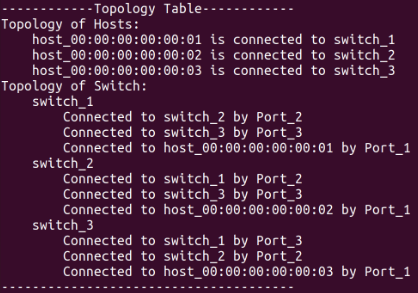 ------------Topology Table------------
Topology of Hosts:
    host_00:00:00:00:00:01 is connected to switch_1
    host_00:00:00:00:00:02 is connected to switch_2
    host_00:00:00:00:00:03 is connected to switch_3
Topology of Switch:
    switch_1
        Connected to switch_2 by Port_2
        Connected to switch_3 by Port_3
        Connected to host_00:00:00:00:00:01 by Port_1
    switch_2
        Connected to switch_1 by Port_2
        Connected to switch_3 by Port_3
        Connected to host_00:00:00:00:00:02 by Port_1
    switch_3
        Connected to switch_1 by Port_3
        Connected to switch_2 by Port_2
        Connected to host_00:00:00:00:00:03 by Port_1
--------------------------------------